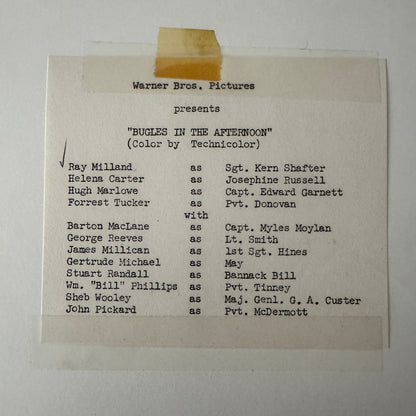 Warner Bros. Pictures
presents
"BUGLES IN THE AFTERNOON"
(Color by Technicolor)
Ray Milland as Sgt. Kern Shafter
Helena Carter as Josephine Russell
Hugh Marlowe as Capt. Edward Garnett
Forrest Tucker as Pvt. Donovan
with
Barton MacLane as Capt. Myles Moylan
George Reeves as Lt. Smith
James Millican as 1st Sgt. Hines
Gertrude Michael as May
Stuart Randall as Bannack Bill
Wm. "Bill" Phillips as Pvt. Tinney
Sheb Wooley as Maj. Genl. G. A. Custer
John Pickard as Pvt. McDermott